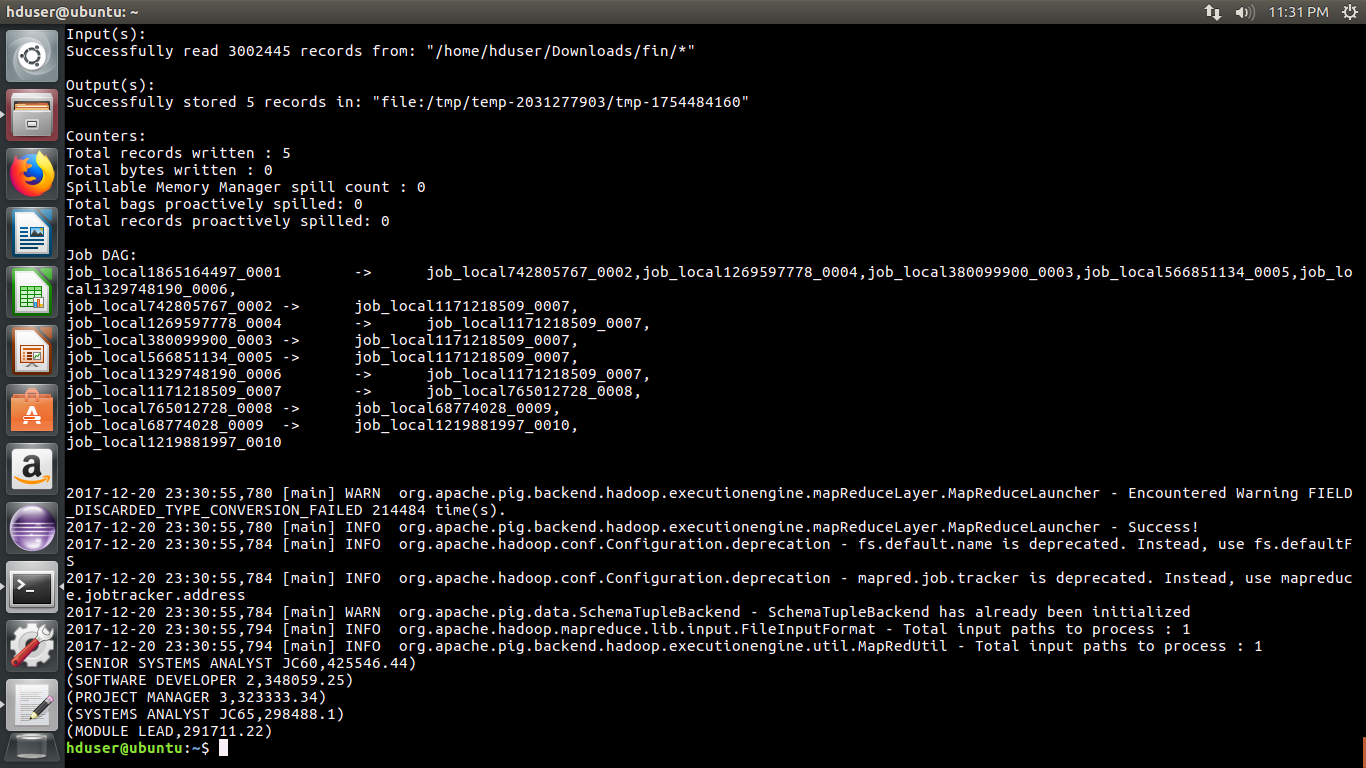 hduser@ubuntu: ~
11:31 PM
Input(s):
Successfully read 3002445 records from: "/home/hduser/Downloads/fin/*"
Output(s):
Successfully stored 5 records in: "file:/tmp/temp-2031277903/tmp-1754484160"
Counters:
Total records written : 5
Total bytes written : 0
Spillable Memory Manager spill count : 0
Total bags proactively spilled: 0
Total records proactively spilled: 0
Job DAG:
job_local1865164497_0001	->	job_local742805767_0002,job_local1269597778_0004,job_local380099900_0003,job_local566851134_0005,job_lo
cal1329748190_0006,
job_local742805767_0002 ->	job_local1171218509_0007,
job_local1269597778_0004	->	job_local1171218509_0007,
job_local380099900_0003 ->	job_local1171218509_0007,
job_local566851134_0005 ->	job_local1171218509_0007,
job_local1329748190_0006	->	job_local1171218509_0007,
job_local1171218509_0007	->	job_local765012728_0008,
job_local765012728_0008 ->	job_local68774028_0009,
job_local68774028_0009	->	job_local1219881997_0010,
job_local1219881997_0010
2017-12-20 23:30:55,780 [main] WARN  org.apache.pig.backend.hadoop.executionengine.mapReduceLayer.MapReduceLauncher - Encountered Warning FIELD
_DISCARDED_TYPE_CONVERSION_FAILED 214484 time(s).
2017-12-20 23:30:55,780 [main] INFO  org.apache.pig.backend.hadoop.executionengine.mapReduceLayer.MapReduceLauncher - Success!
2017-12-20 23:30:55,784 [main] INFO  org.apache.hadoop.conf.Configuration.deprecation - fs.default.name is deprecated. Instead, use fs.defaultF
S
2017-12-20 23:30:55,784 [main] INFO  org.apache.hadoop.conf.Configuration.deprecation - mapred.job.tracker is deprecated. Instead, use mapreduc
e.jobtracker.address
2017-12-20 23:30:55,784 [main] WARN  org.apache.pig.data.SchemaTupleBackend - SchemaTupleBackend has already been initialized
2017-12-20 23:30:55,794 [main] INFO  org.apache.hadoop.mapreduce.lib.input.FileInputFormat - Total input paths to process : 1
2017-12-20 23:30:55,794 [main] INFO  org.apache.pig.backend.hadoop.executionengine.util.MapRedUtil - Total input paths to process : 1
(SENIOR SYSTEMS ANALYST JC60,425546.44)
(SOFTWARE DEVELOPER 2,348059.25)
(PROJECT MANAGER 3,323333.34)
(SYSTEMS ANALYST JC65,298488.1)
(MODULE LEAD,291711.22)
hduser@ubuntu:~$